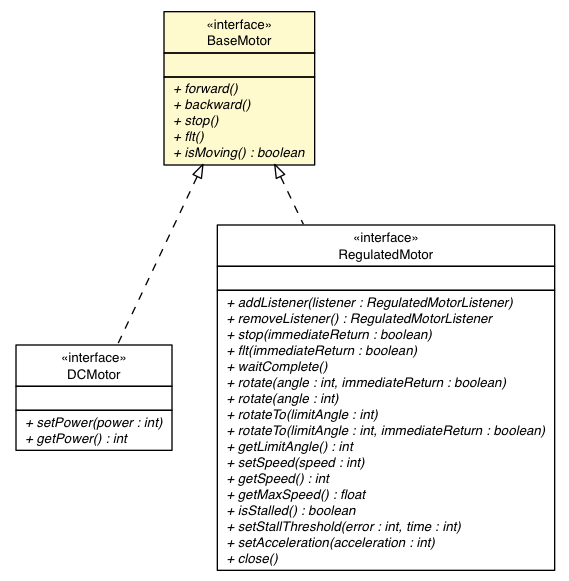 «interface»
BaseMotor
+ forward()
+ backward()
+ stop()
+ flt()
+ isMoving() : boolean
«interface»
RegulatedMotor
+ addListener(listener : RegulatedMotorListener)
+ removeListener() : RegulatedMotorListener
+ stop(immediateReturn : boolean)
+ flt(immediateReturn : boolean)
+ waitComplete()
+ rotate(angle : int, immediateReturn : boolean)
+ rotate(angle : int)
+ rotateTo(limitAngle : int)
+ rotateTo(limitAngle : int, immediateReturn : boolean)
+ getLimitAngle() : int
+ setSpeed(speed : int)
+ getSpeed() : int
+ getMaxSpeed() : float
+ isStalled() : boolean
+ setStallThreshold(error : int, time : int)
+ setAcceleration(acceleration : int)
+ close()
«interface»
DCMotor
+ setPower(power : int)
+ getPower() : int